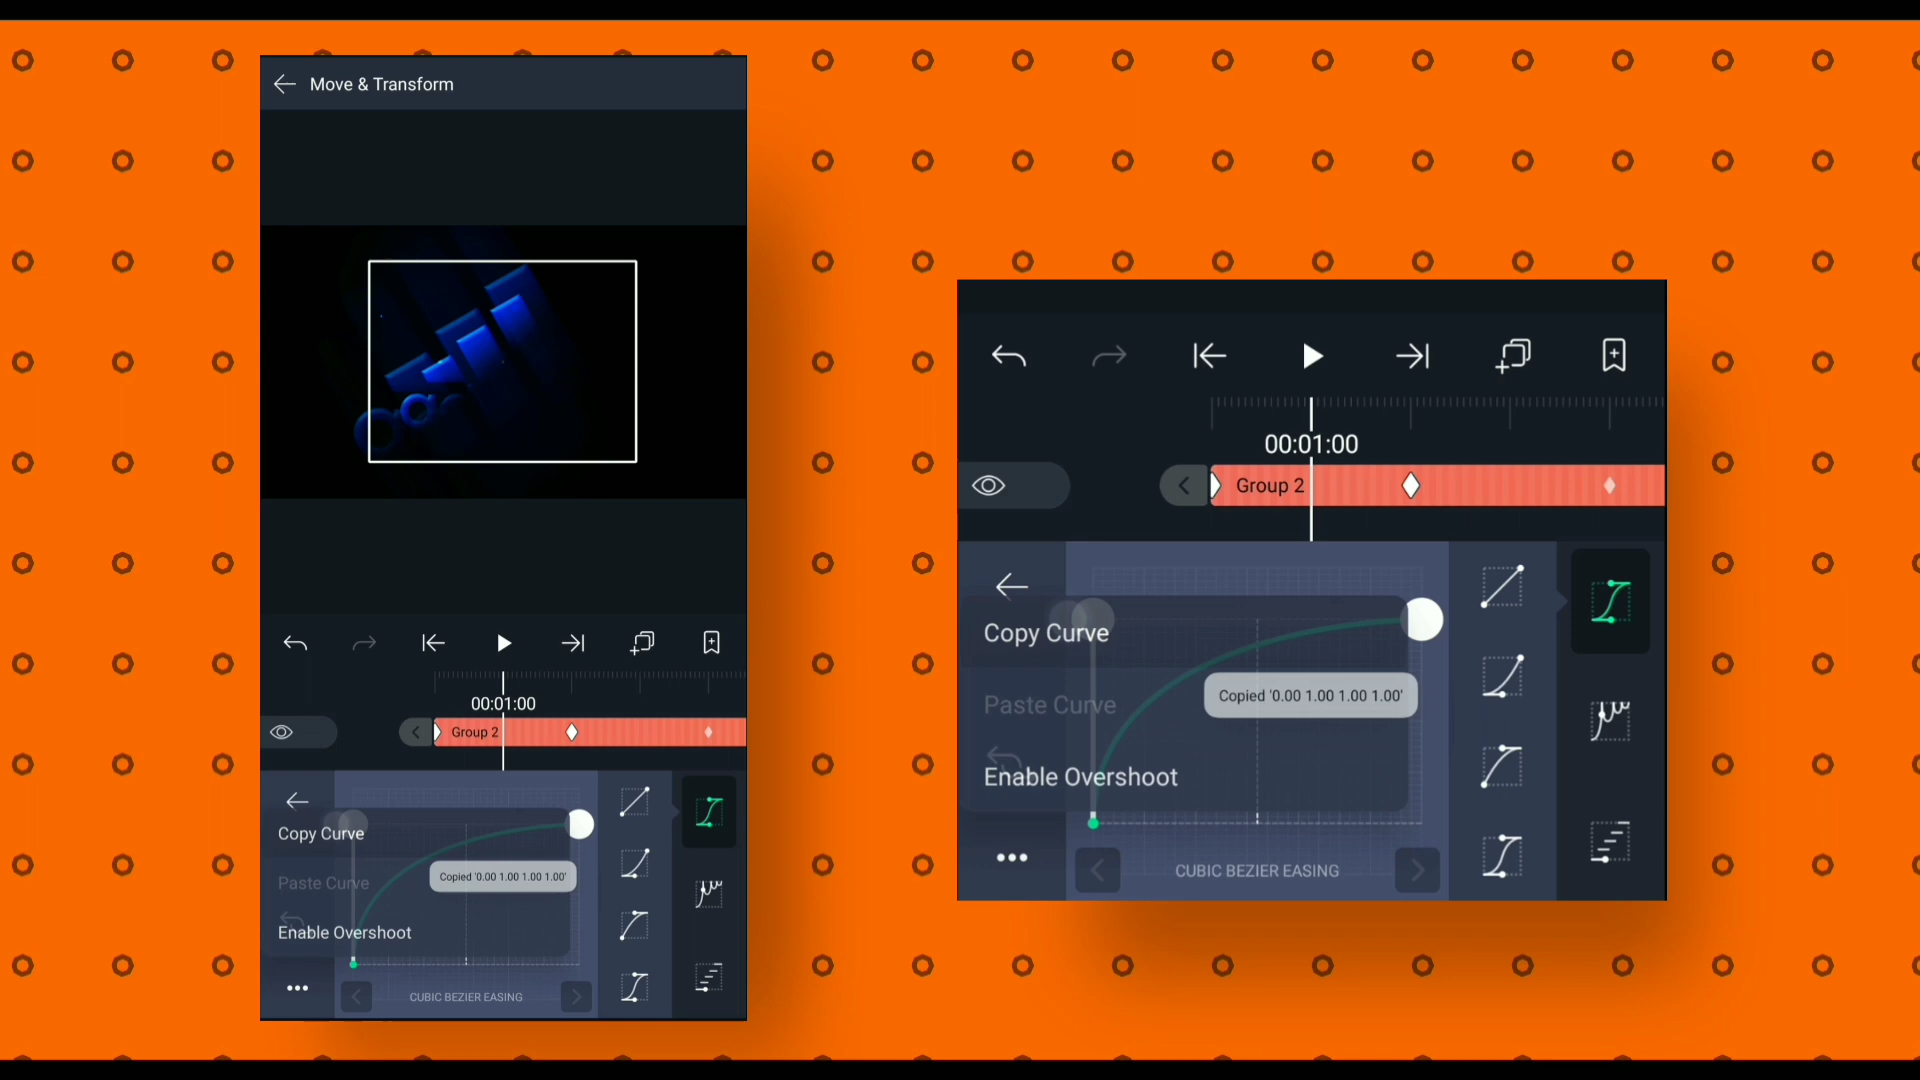 Move & Transform
00:01:00
Group 2
Copy Curve
Copied '0.00 1.00 1.00 1.00'
Paste Curve
Enable Overshoot
CUBIC BEZIER EASING
00:01:00
Group 2
Copy Curve
Copied '0.00 1.00 1.00 1.00'
Paste Curve
Enable Overshoot
CUBIC BEZIER EASING